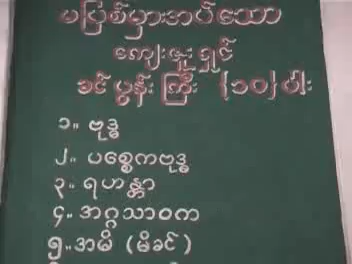 မပြစ်မှားအပ်သော
ကျေးဇူးရှင်
ခင်ပွန်းကြီး {၁၀} ပါး
၁။ ဗုဒ္ဓ
၂။ ပစ္စေကဗုဒ္ဓ
၃။ ရဟန္တာ
၄။ အဂ္ဂသာဝက
၅။ အမိ (မိခင်)